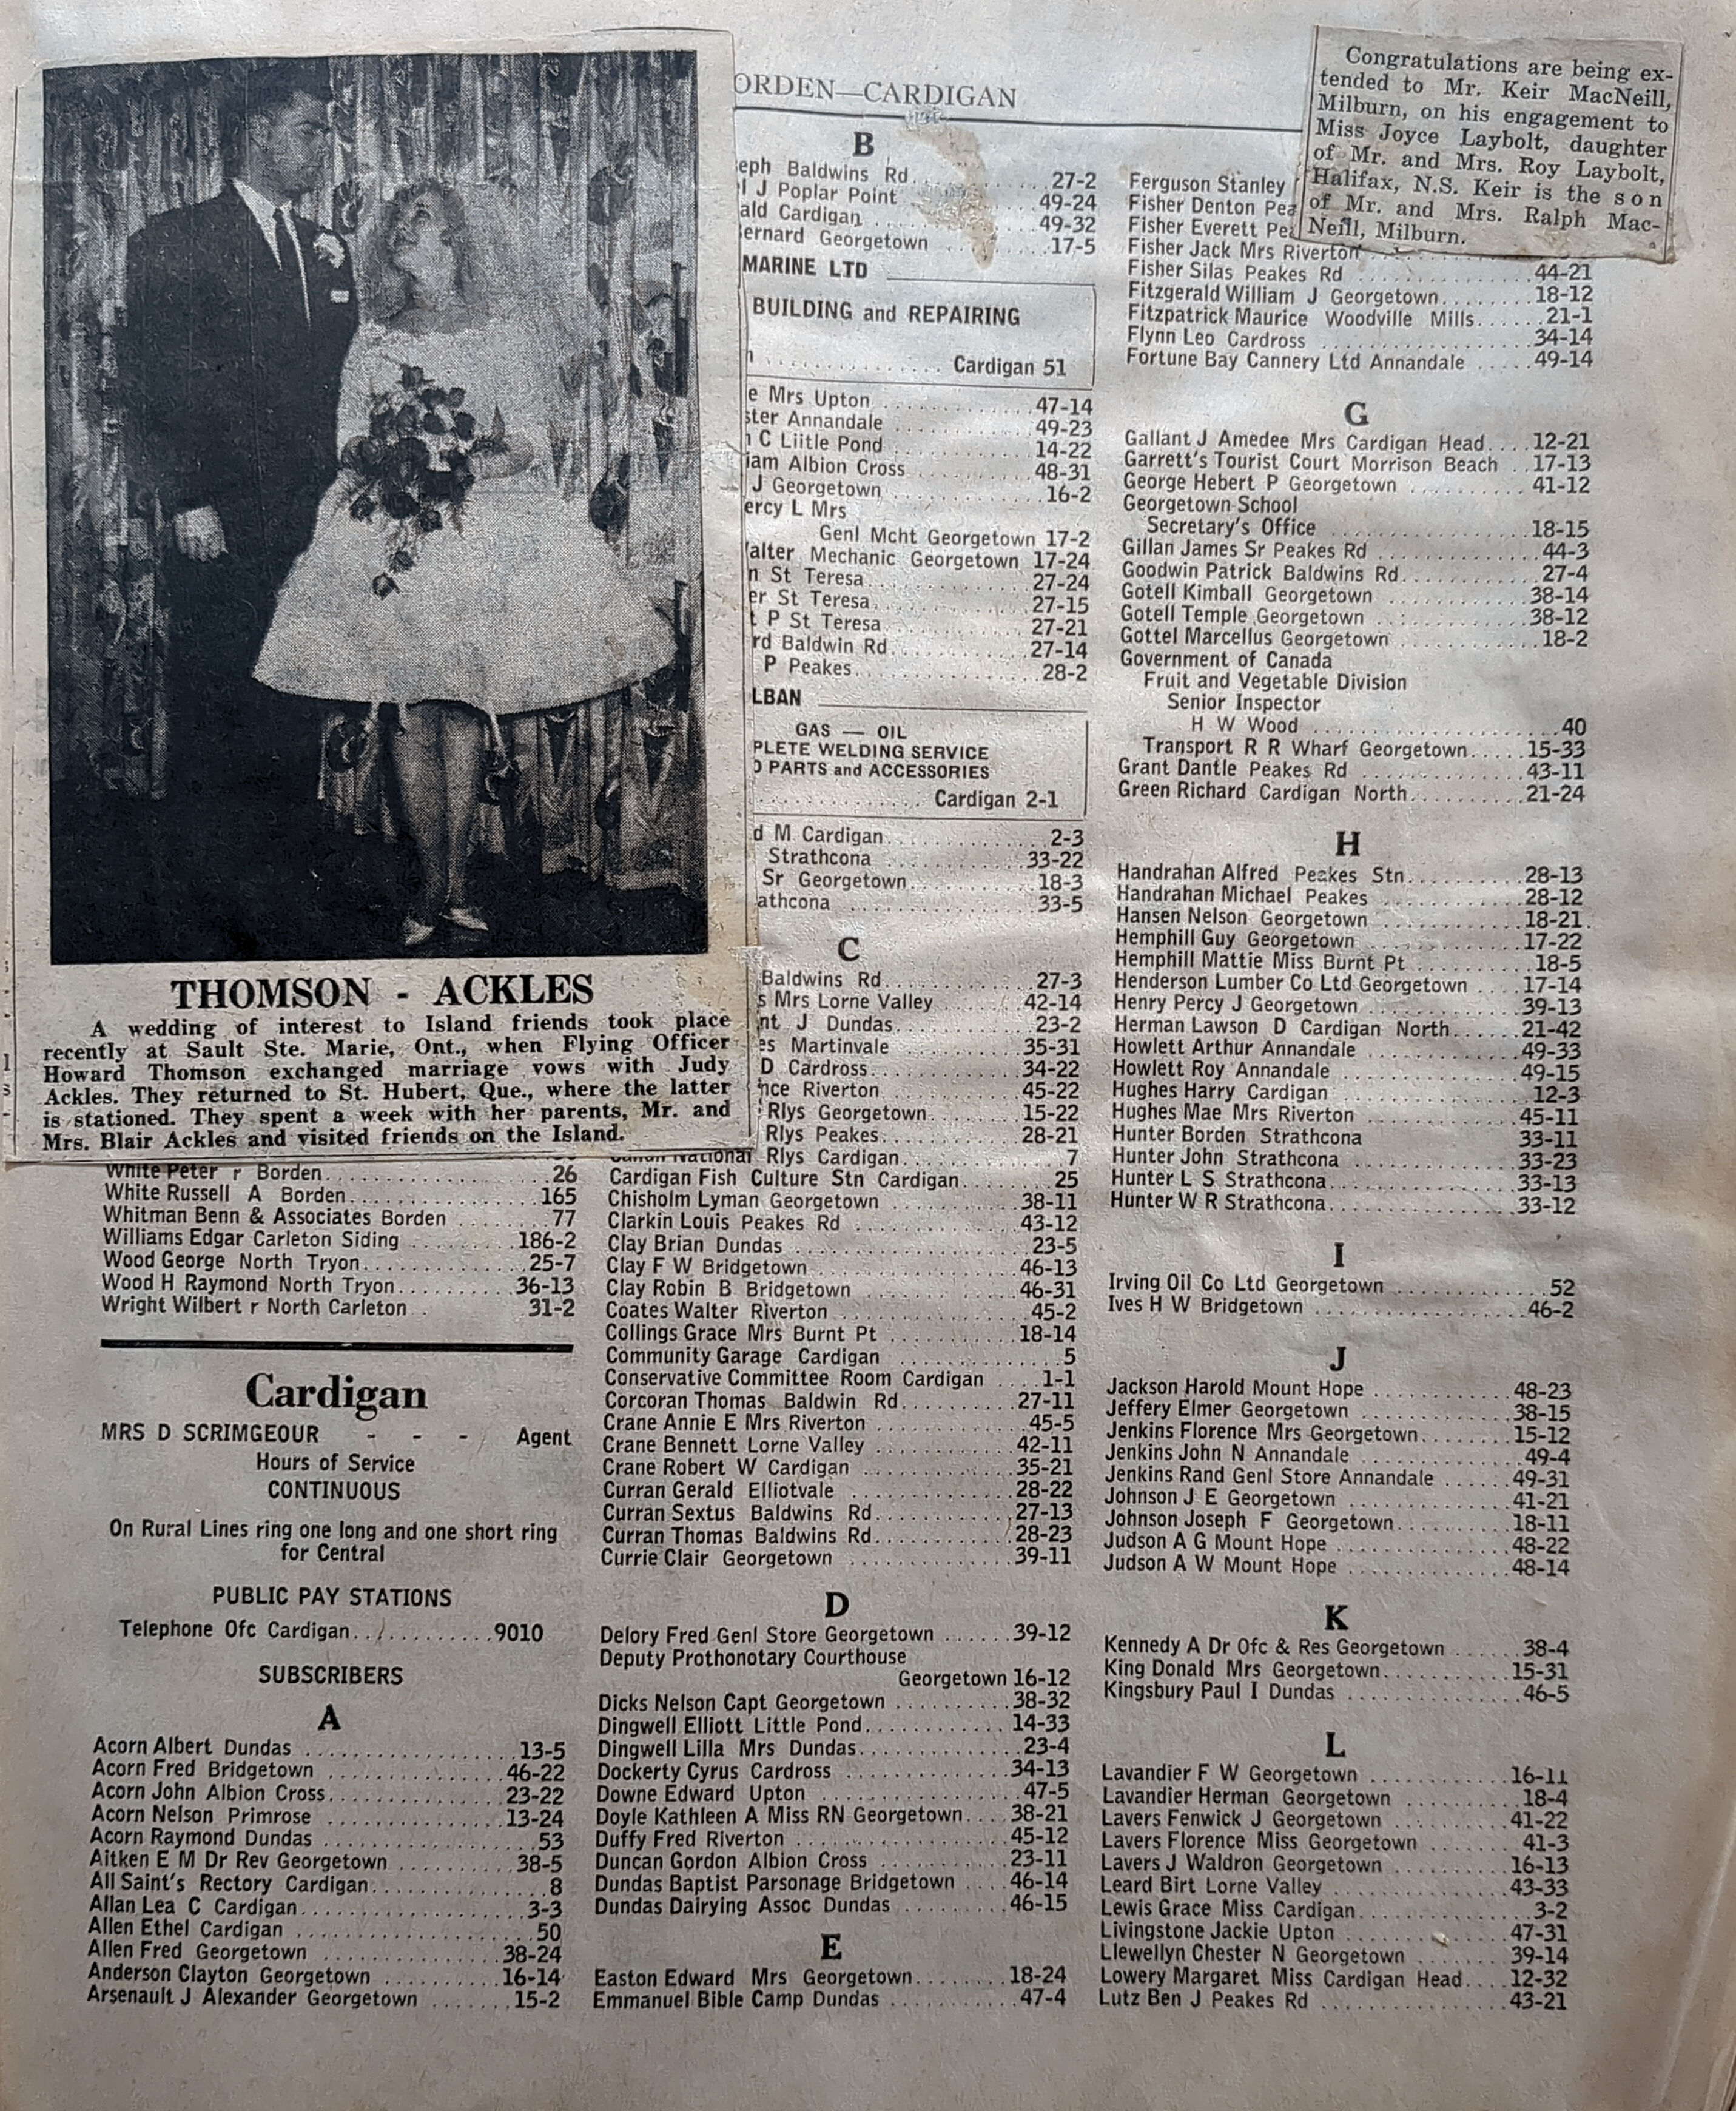 ORDEN—CARDIGAN
Congratulations are being ex-
tended to Mr. Keir MacNeill,
Milburn, on his engagement to
Miss Joyce Laybolt, daughter
of Mr. and Mrs. Roy Laybolt,
Halifax, N.S. Keir is the son
of Mr. and Mrs. Ralph Mac-
Neill, Milburn.
THOMSON - ACKLES
A wedding of interest to Island friends took place
recently at Sault Ste. Marie, Ont., when Flying Officer
Howard Thomson exchanged marriage vows with Judy
Ackles. They returned to St. Hubert, Que., where the latter
is stationed. They spent a week with her parents, Mr. and
Mrs. Blair Ackles and visited friends on the Island.
White Peter r Borden 26
White Russell A Borden 165
Whitman Benn & Associates Borden 77
Williams Edgar Carleton Siding 186-2
Wood George North Tryon 25-7
Wood H Raymond North Tryon 36-13
Wright Wilbert r North Carleton 31-2
Cardigan
MRS D SCRIMGEOUR - - - Agent
Hours of Service
CONTINUOUS
On Rural Lines ring one long and one short ring
for Central
PUBLIC PAY STATIONS
Telephone Ofc Cardigan 9010
SUBSCRIBERS
A
Acorn Albert Dundas 13-5
Acorn Fred Bridgetown 46-22
Acorn John Albion Cross 23-22
Acorn Nelson Primrose 13-24
Acorn Raymond Dundas 53
Aitken E M Dr Rev Georgetown 38-5
All Saint's Rectory Cardigan 8
Allan Lea C Cardigan 3-3
Allen Ethel Cardigan 50
Allen Fred Georgetown 38-24
Anderson Clayton Georgetown 16-14
Arsenault J Alexander Georgetown 15-2
B
eph Baldwins Rd 27-2
l J Poplar Point 49-24
ald Cardigan 49-32
ernard Georgetown 17-5
MARINE LTD
BUILDING and REPAIRING
Cardigan 51
e Mrs Upton 47-14
ster Annandale 49-23
C Liitle Pond 14-22
iam Albion Cross 48-31
J Georgetown 16-2
ercy L Mrs
Genl Mcht Georgetown 17-2
alter Mechanic Georgetown 17-24
n St Teresa 27-24
er St Teresa 27-15
t P St Teresa 27-21
rd Baldwin Rd 27-14
P Peakes 28-2
LBAN
GAS — OIL
PLETE WELDING SERVICE
O PARTS and ACCESSORIES
Cardigan 2-1
d M Cardigan 2-3
Strathcona 33-22
Sr Georgetown 18-3
athcona 33-5
C
Baldwins Rd 27-3
s Mrs Lorne Valley 42-14
nt J Dundas 23-2
es Martinvale 35-31
D Cardross 34-22
nce Riverton 45-22
Rlys Georgetown 15-22
Rlys Peakes 28-21
National Rlys Cardigan 7
Cardigan Fish Culture Stn Cardigan 25
Chisholm Lyman Georgetown 38-11
Clarkin Louis Peakes Rd 43-12
Clay Brian Dundas 23-5
Clay F W Bridgetown 46-13
Clay Robin B Bridgetown 46-31
Coates Walter Riverton 45-2
Collings Grace Mrs Burnt Pt 18-14
Community Garage Cardigan 5
Conservative Committee Room Cardigan 1-1
Corcoran Thomas Baldwin Rd 27-11
Crane Annie E Mrs Riverton 45-5
Crane Bennett Lorne Valley 42-11
Crane Robert W Cardigan 35-21
Curran Gerald Elliotvale 28-22
Curran Sextus Baldwins Rd 27-13
Curran Thomas Baldwins Rd 28-23
Currie Clair Georgetown 39-11
D
Delory Fred Genl Store Georgetown 39-12
Deputy Prothonotary Courthouse
Georgetown 16-12
Dicks Nelson Capt Georgetown 38-32
Dingwell Elliott Little Pond 14-33
Dingwell Lilla Mrs Dundas 23-4
Dockerty Cyrus Cardross 34-13
Downe Edward Upton 47-5
Doyle Kathleen A Miss RN Georgetown 38-21
Duffy Fred Riverton 45-12
Duncan Gordon Albion Cross 23-11
Dundas Baptist Parsonage Bridgetown 46-14
Dundas Dairying Assoc Dundas 46-15
E
Easton Edward Mrs Georgetown 18-24
Emmanuel Bible Camp Dundas 47-4
Ferguson Stanley
Fisher Denton Pea
Fisher Everett Pea
Fisher Jack Mrs Riverton
Fisher Silas Peakes Rd 44-21
Fitzgerald William J Georgetown 18-12
Fitzpatrick Maurice Woodville Mills 21-1
Flynn Leo Cardross 34-14
Fortune Bay Cannery Ltd Annandale 49-14
G
Gallant J Amedee Mrs Cardigan Head 12-21
Garrett's Tourist Court Morrison Beach 17-13
George Hebert P Georgetown 41-12
Georgetown School
Secretary's Office 18-15
Gillan James Sr Peakes Rd 44-3
Goodwin Patrick Baldwins Rd 27-4
Gotell Kimball Georgetown 38-14
Gotell Temple Georgetown 38-12
Gottel Marcellus Georgetown 18-2
Government of Canada
Fruit and Vegetable Division
Senior Inspector
H W Wood 40
Transport R R Wharf Georgetown 15-33
Grant Dantle Peakes Rd 43-11
Green Richard Cardigan North 21-24
H
Handrahan Alfred Peakes Stn 28-13
Handrahan Michael Peakes 28-12
Hansen Nelson Georgetown 18-21
Hemphill Guy Georgetown 17-22
Hemphill Mattie Miss Burnt Pt 18-5
Henderson Lumber Co Ltd Georgetown 17-14
Henry Percy J Georgetown 39-13
Herman Lawson D Cardigan North 21-42
Howlett Arthur Annandale 49-33
Howlett Roy Annandale 49-15
Hughes Harry Cardigan 12-3
Hughes Mae Mrs Riverton 45-11
Hunter Borden Strathcona 33-11
Hunter John Strathcona 33-23
Hunter L S Strathcona 33-13
Hunter W R Strathcona 33-12
I
Irving Oil Co Ltd Georgetown 52
Ives H W Bridgetown 46-2
J
Jackson Harold Mount Hope 48-23
Jeffery Elmer Georgetown 38-15
Jenkins Florence Mrs Georgetown 15-12
Jenkins John N Annandale 49-4
Jenkins Rand Genl Store Annandale 49-31
Johnson J E Georgetown 41-21
Johnson Joseph F Georgetown 18-11
Judson A G Mount Hope 48-22
Judson A W Mount Hope 48-14
K
Kennedy A Dr Ofc & Res Georgetown 38-4
King Donald Mrs Georgetown 15-31
Kingsbury Paul I Dundas 46-5
L
Lavandier F W Georgetown 16-11
Lavandier Herman Georgetown 18-4
Lavers Fenwick J Georgetown 41-22
Lavers Florence Miss Georgetown 41-3
Lavers J Waldron Georgetown 16-13
Leard Birt Lorne Valley 43-33
Lewis Grace Miss Cardigan 3-2
Livingstone Jackie Upton 47-31
Llewellyn Chester N Georgetown 39-14
Lowery Margaret Miss Cardigan Head 12-32
Lutz Ben J Peakes Rd 43-21